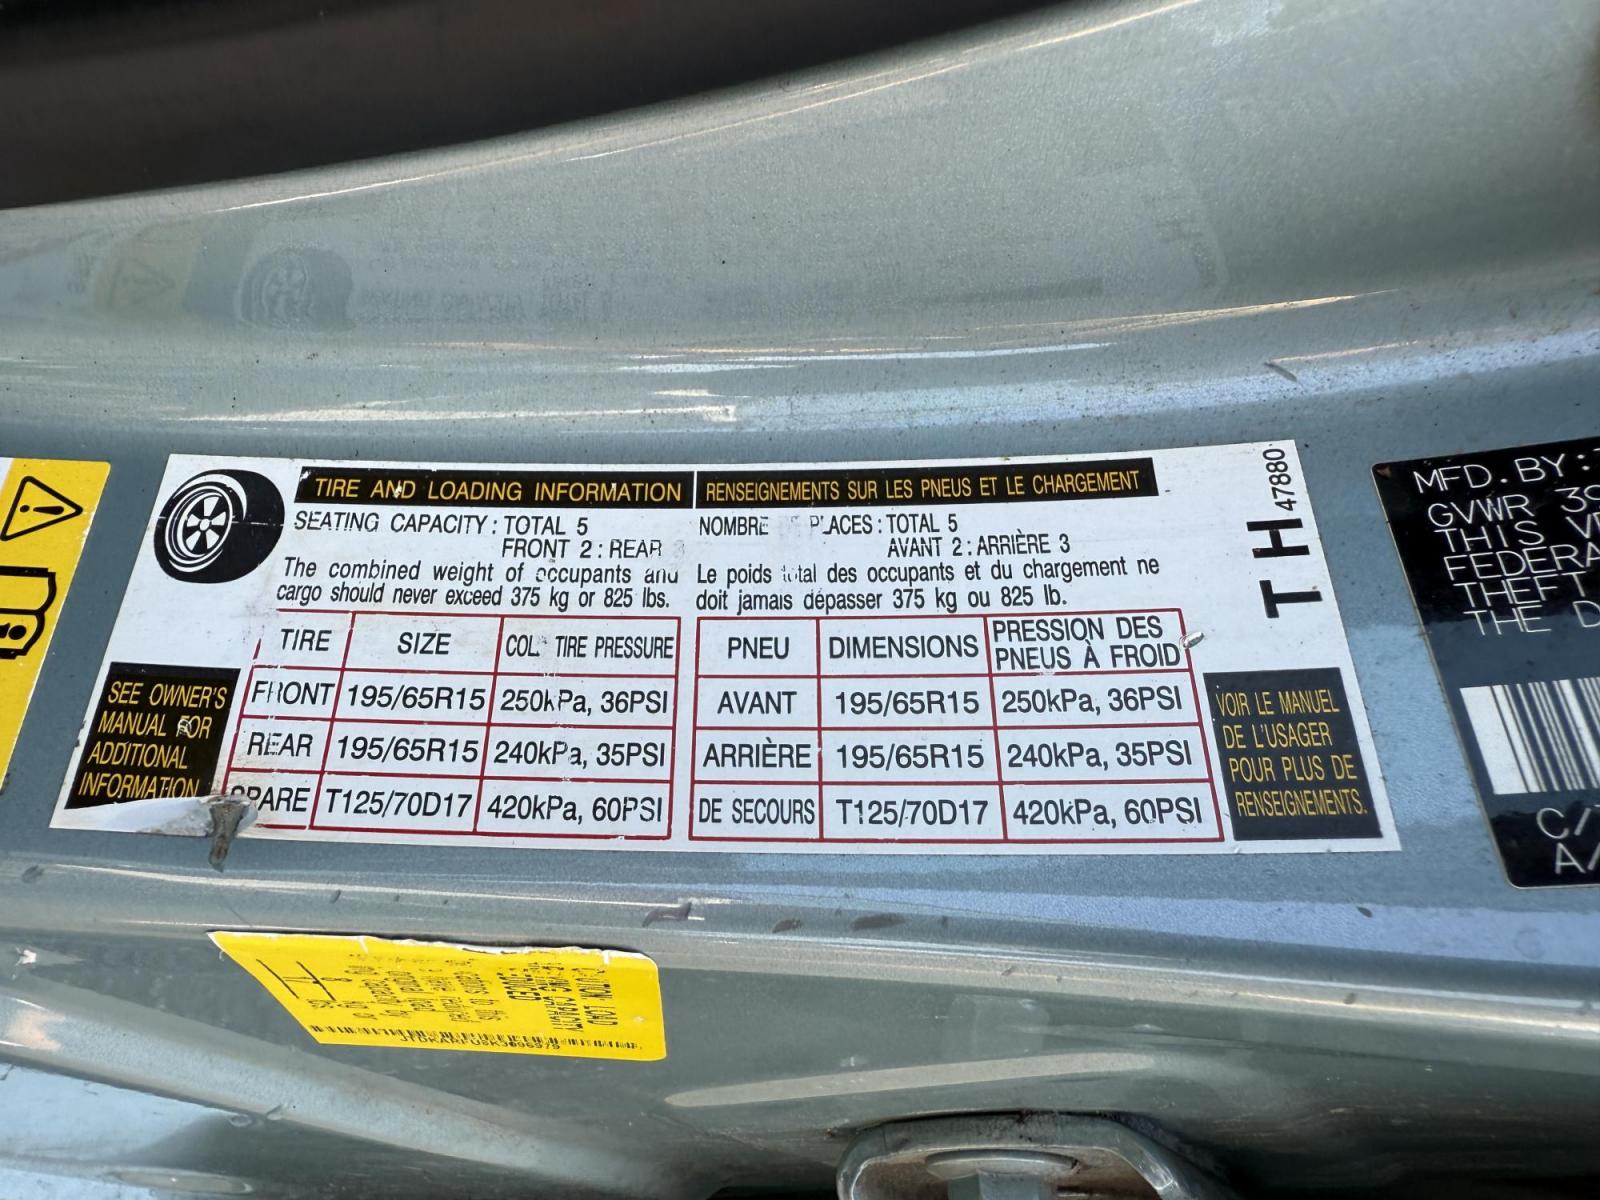 TIRE AND LOADING INFORMATION
SEATING CAPACITY : TOTAL 5
FRONT 2 : REAR 3
The combined weight of occupants and
cargo should never exceed 375 kg or 825 lbs.
TIRE SIZE COLD TIRE PRESSURE
FRONT 195/65R15 250kPa, 36PSI
REAR 195/65R15 240kPa, 35PSI
SPARE T125/70D17 420kPa, 60PSI
SEE OWNER'S
MANUAL FOR
ADDITIONAL
INFORMATION
RENSEIGNEMENTS SUR LES PNEUS ET LE CHARGEMENT
NOMBRE PLACES : TOTAL 5
AVANT 2 : ARRIÈRE 3
Le poids total des occupants et du chargement ne
doit jamais dépasser 375 kg ou 825 lb.
PNEU DIMENSIONS PRESSION DES
PNEUS À FROID
AVANT 195/65R15 250kPa, 36PSI
ARRIÈRE 195/65R15 240kPa, 35PSI
DE SECOURS T125/70D17 420kPa, 60PSI
VOIR LE MANUEL
DE L'USAGER
POUR PLUS DE
RENSEIGNEMENTS.
TH
47880
MFD. BY:
GVWR
THIS
THEFT
THE
C/
A/
LOAD
CAPACITY
REDUCED